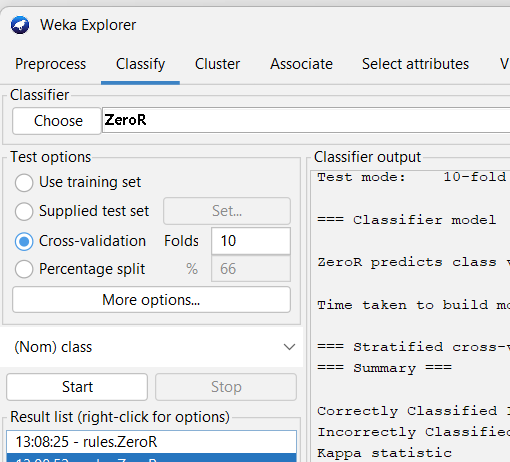 Weka Explorer
Preprocess Classify Cluster Associate Select attributes
Classifier
Choose ZeroR
Test options
Use training set
Supplied test set Set...
Cross-validation Folds 10
Percentage split % 66
More options...
(Nom) class
Start Stop
Result list (right-click for options)
13:08:25 - rules.ZeroR
Classifier output
Test mode: 10-fold
=== Classifier model
ZeroR predicts class
Time taken to build
=== Stratified
=== Summary ===
Correctly Classified
Incorrectly Classified
Kappa statistic